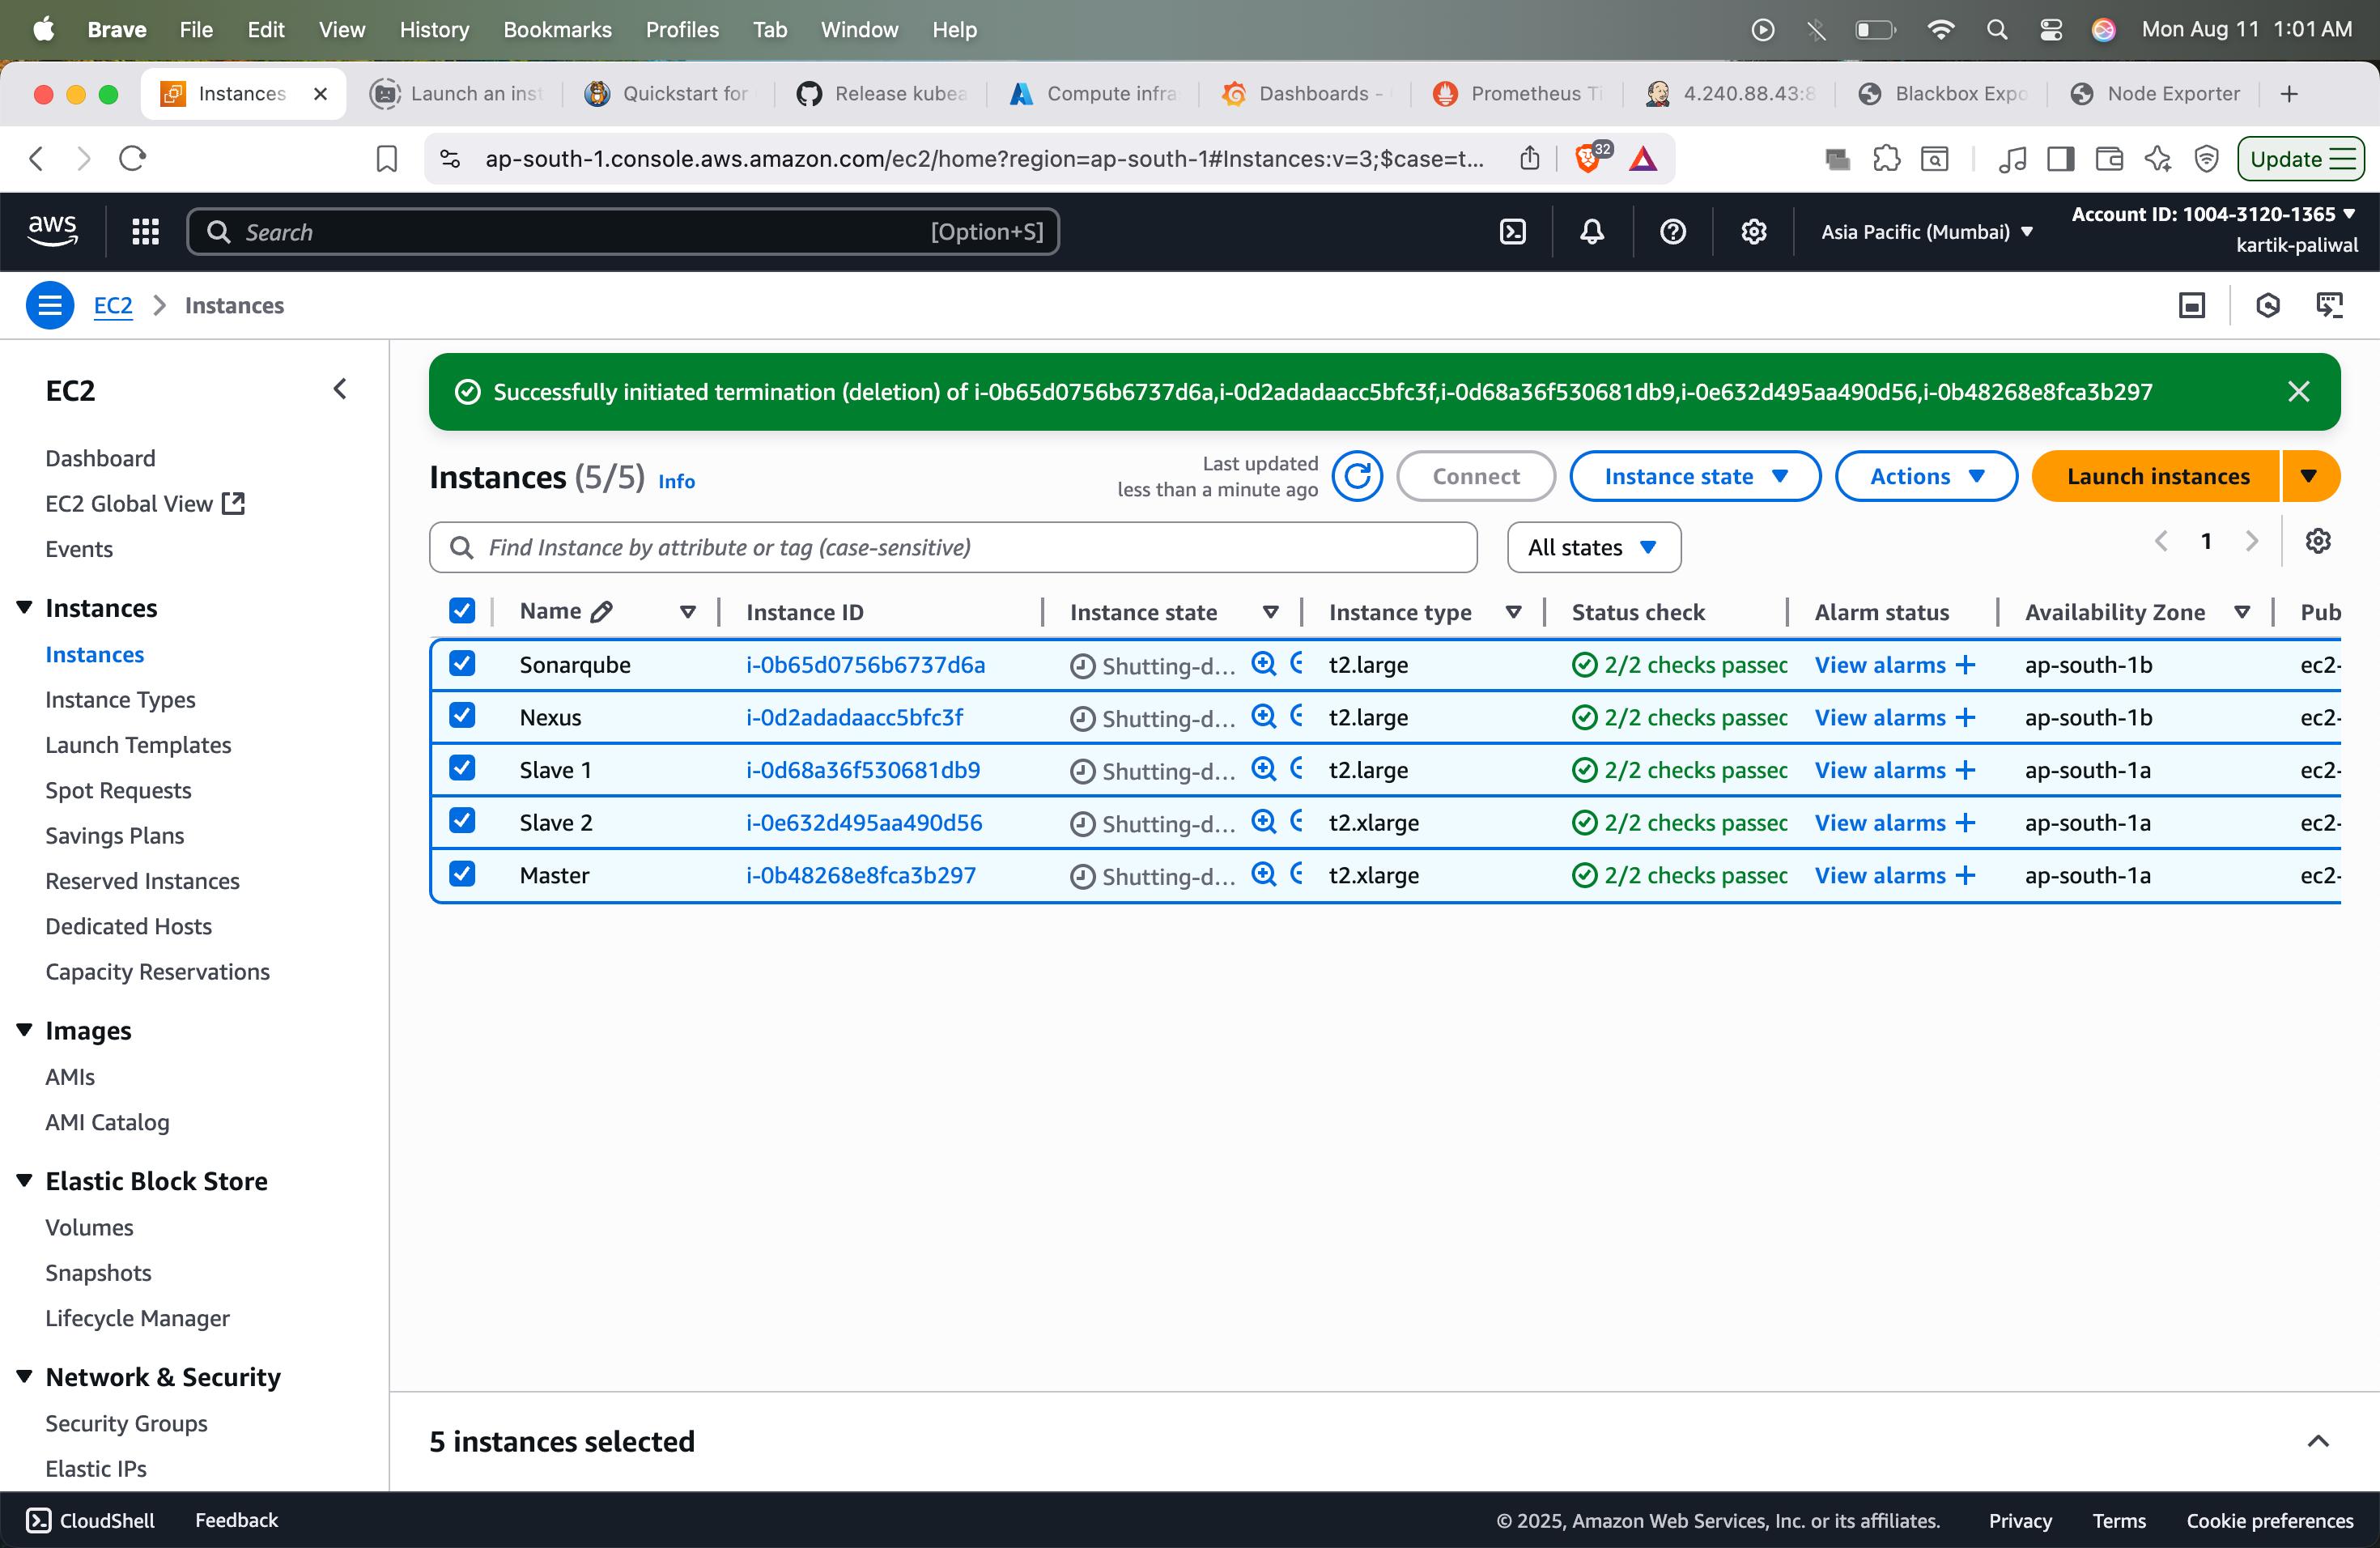 Brave File Edit View History Bookmarks Profiles Tab Window Help Mon Aug 11 1:01 AM
Instances Launch an inst Quickstart for Release kubea Compute infra Dashboards - Prometheus Ti 4.240.88.43:8 Blackbox Expo Node Exporter
ap-south-1.console.aws.amazon.com/ec2/home?region=ap-south-1#Instances:v=3;$case=t... 32 Update
aws Search [Option+S] Asia Pacific (Mumbai) Account ID: 1004-3120-1365
kartik-paliwal
EC2 Instances
EC2
Dashboard
EC2 Global View
Events
Instances
Instances
Instance Types
Launch Templates
Spot Requests
Savings Plans
Reserved Instances
Dedicated Hosts
Capacity Reservations
Images
AMIs
AMI Catalog
Elastic Block Store
Volumes
Snapshots
Lifecycle Manager
Network & Security
Security Groups
Elastic IPs
Successfully initiated termination (deletion) of i-0b65d0756b6737d6a,i-0d2adadaacc5bfc3f,i-0d68a36f530681db9,i-0e632d495aa490d56,i-0b48268e8fca3b297
Instances (5/5) Info
Last updated
less than a minute ago
Connect Instance state Actions Launch instances
Find Instance by attribute or tag (case-sensitive) All states 1
Name Instance ID Instance state Instance type Status check Alarm status Availability Zone Pub
Sonarqube i-0b65d0756b6737d6a Shutting-d... t2.large 2/2 checks passec View alarms + ap-south-1b ec2-
Nexus i-0d2adadaacc5bfc3f Shutting-d... t2.large 2/2 checks passec View alarms + ap-south-1b ec2-
Slave 1 i-0d68a36f530681db9 Shutting-d... t2.large 2/2 checks passec View alarms + ap-south-1a ec2-
Slave 2 i-0e632d495aa490d56 Shutting-d... t2.xlarge 2/2 checks passec View alarms + ap-south-1a ec2-
Master i-0b48268e8fca3b297 Shutting-d... t2.xlarge 2/2 checks passec View alarms + ap-south-1a ec2-
5 instances selected
CloudShell Feedback © 2025, Amazon Web Services, Inc. or its affiliates. Privacy Terms Cookie preferences